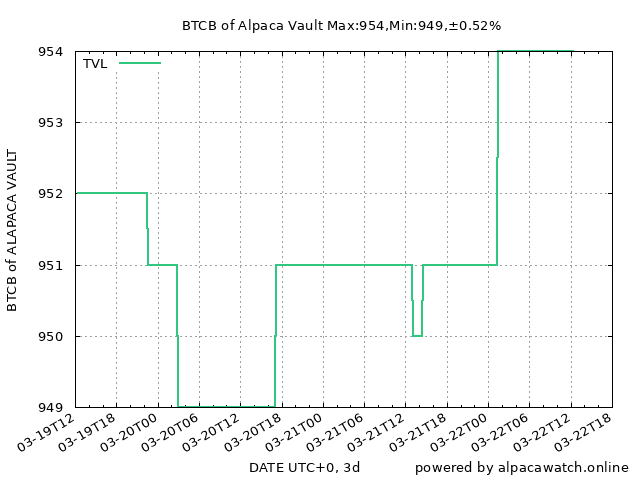 BTCB of Alpaca Vault Max:954,Min:949,±0.52%
TVL
954
953
952
951
950
949
BTCB of ALAPACA VAULT
03-19T12
03-19T18
03-20T00
03-20T06
03-20T12
03-20T18
03-21T00
03-21T06
03-21T12
03-21T18
03-22T00
03-22T06
03-22T12
03-22T18
DATE UTC+0, 3d
powered by alpacawatch.online